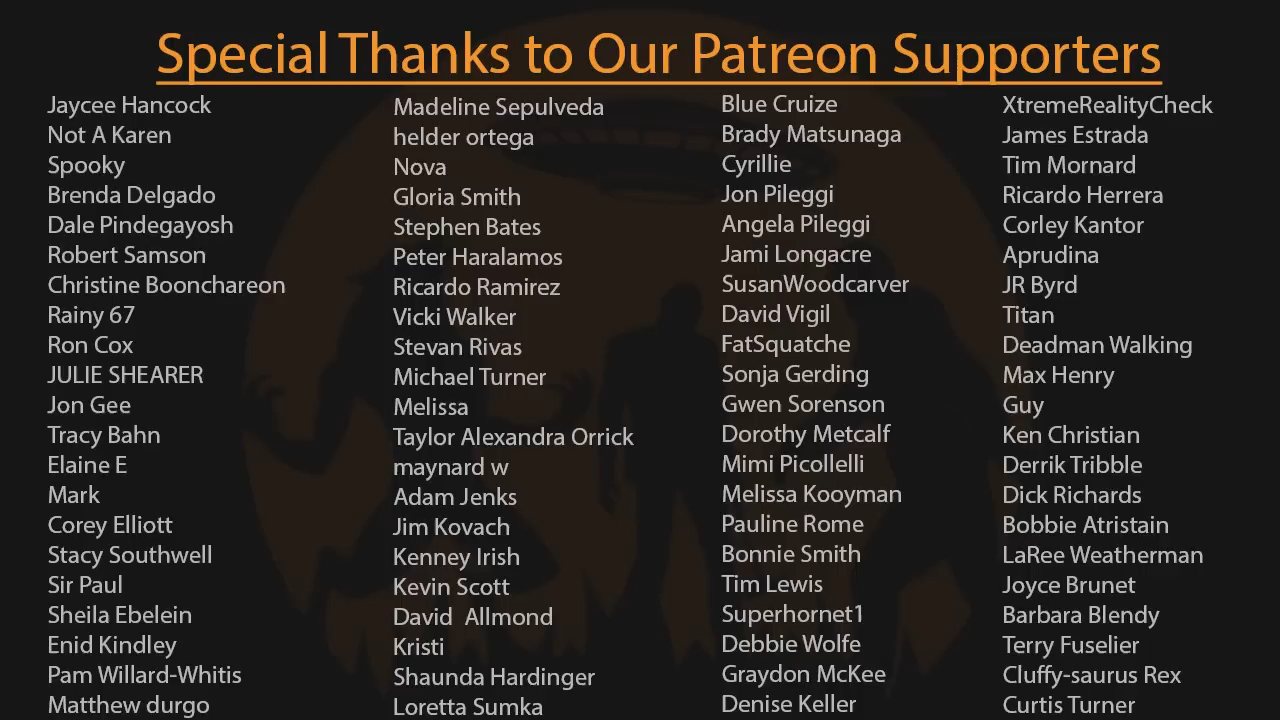 Special Thanks to Our Patreon Supporters
Jaycee Hancock
Not A Karen
Spooky
Brenda Delgado
Dale Pindegayosh
Robert Samson
Christine Boonchareon
Rainy 67
Ron Cox
JULIE SHEARER
Jon Gee
Tracy Bahn
Elaine E
Mark
Corey Elliott
Stacy Southwell
Sir Paul
Sheila Ebelein
Enid Kindley
Pam Willard-Whitis
Matthew durgo
Madeline Sepulveda
helder ortega
Nova
Gloria Smith
Stephen Bates
Peter Haralamos
Ricardo Ramirez
Vicki Walker
Stevan Rivas
Michael Turner
Melissa
Taylor Alexandra Orrick
maynard w
Adam Jenks
Jim Kovach
Kenney Irish
Kevin Scott
David  Allmond
Kristi
Shaunda Hardinger
Loretta Sumka
Blue Cruize
Brady Matsunaga
Cyrillie
Jon Pileggi
Angela Pileggi
Jami Longacre
SusanWoodcarver
David Vigil
FatSquatche
Sonja Gerding
Gwen Sorenson
Dorothy Metcalf
Mimi Picollelli
Melissa Kooyman
Pauline Rome
Bonnie Smith
Tim Lewis
Superhornet1
Debbie Wolfe
Graydon McKee
Denise Keller
XtremeRealityCheck
James Estrada
Tim Mornard
Ricardo Herrera
Corley Kantor
Aprudina
JR Byrd
Titan
Deadman Walking
Max Henry
Guy
Ken Christian
Derrik Tribble
Dick Richards
Bobbie Atristain
LaRee Weatherman
Joyce Brunet
Barbara Blendy
Terry Fuselier
Cluffy-saurus Rex
Curtis Turner